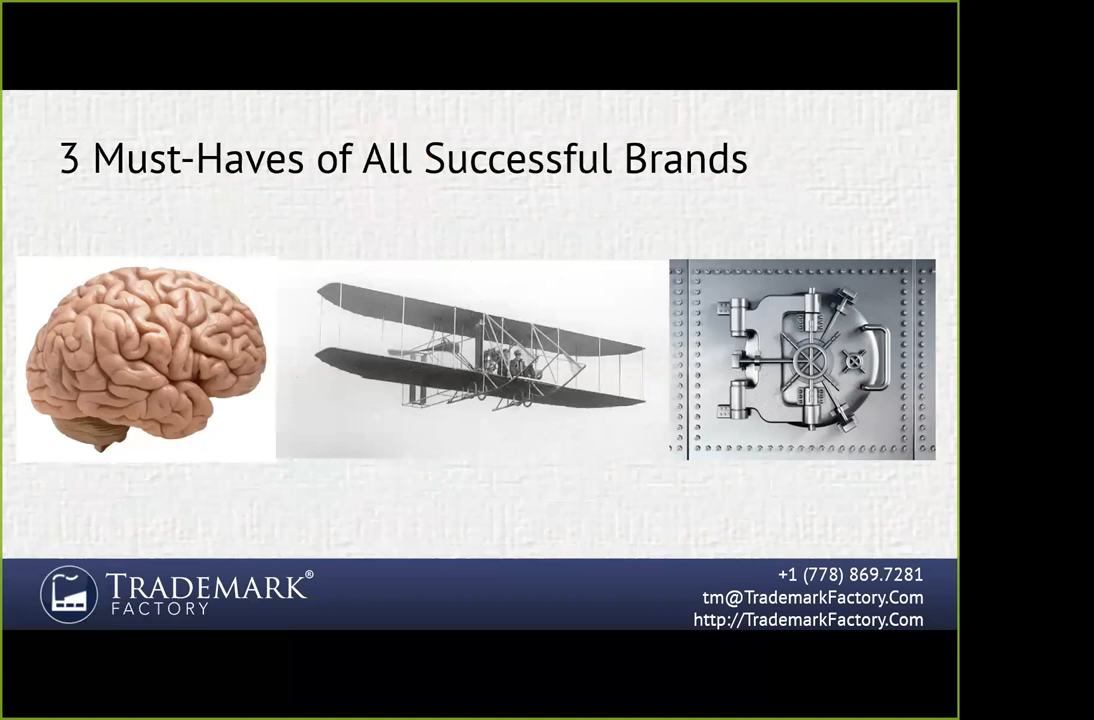 3 Must-Haves of All Successful Brands
TRADEMARK®
FACTORY
+1 (778) 869.7281
tm@TrademarkFactory.Com
http://TrademarkFactory.Com